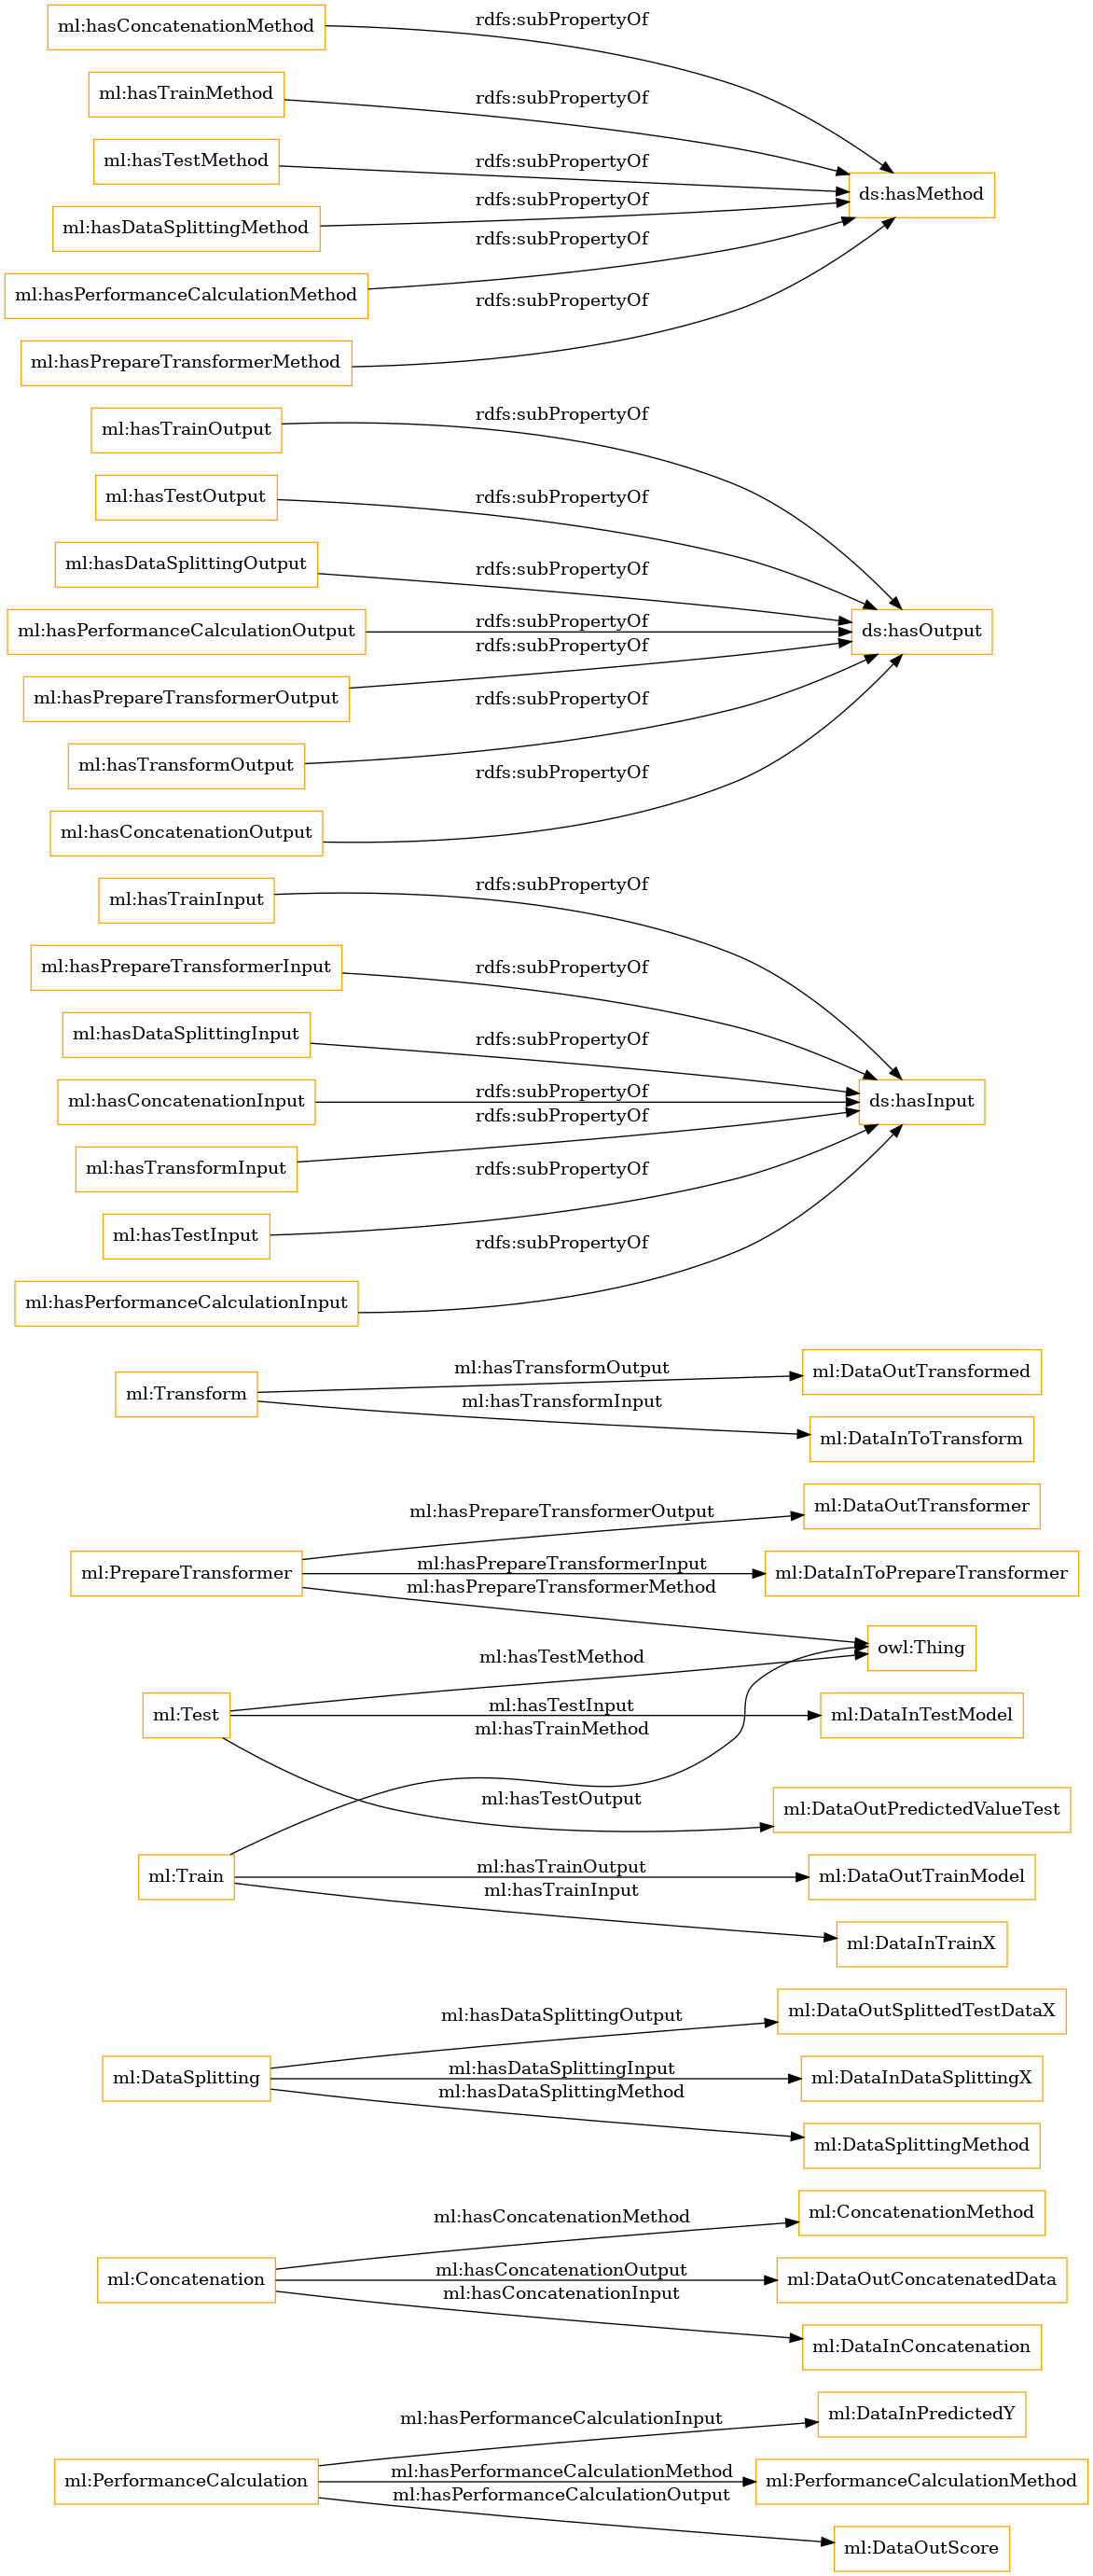 ml:hasConcatenationMethod
rdfs:subPropertyOf
ml:hasTrainMethod
rdfs:subPropertyOf
ml:hasTestMethod
rdfs:subPropertyOf
ds:hasMethod
ml:hasDataSplittingMethod
rdfs:subPropertyOf
ml:hasPerformanceCalculationMethod
rdfs:subPropertyOf
ml:hasPrepareTransformerMethod
rdfs:subPropertyOf
ml:hasTrainOutput
rdfs:subPropertyOf
ml:hasTestOutput
rdfs:subPropertyOf
ml:hasDataSplittingOutput
rdfs:subPropertyOf
ml:hasPerformanceCalculationOutput
rdfs:subPropertyOf
ds:hasOutput
ml:hasPrepareTransformerOutput
rdfs:subPropertyOf
ml:hasTransformOutput
rdfs:subPropertyOf
ml:hasConcatenationOutput
rdfs:subPropertyOf
ml:hasTrainInput
rdfs:subPropertyOf
ml:hasPrepareTransformerInput
rdfs:subPropertyOf
ml:hasDataSplittingInput
rdfs:subPropertyOf
ml:hasConcatenationInput
rdfs:subPropertyOf
ds:hasInput
ml:hasTransformInput
rdfs:subPropertyOf
ml:hasTestInput
rdfs:subPropertyOf
ml:hasPerformanceCalculationInput
rdfs:subPropertyOf
ml:Transform
ml:hasTransformOutput
ml:DataOutTransformed
ml:hasTransformInput
ml:DataInToTransform
ml:PrepareTransformer
ml:hasPrepareTransformerOutput
ml:DataOutTransformer
ml:hasPrepareTransformerInput
ml:DataInToPrepareTransformer
ml:hasPrepareTransformerMethod
owl:Thing
ml:Test
ml:hasTestMethod
ml:hasTestInput
ml:DataInTestModel
ml:hasTrainMethod
ml:hasTestOutput
ml:DataOutPredictedValueTest
ml:Train
ml:hasTrainOutput
ml:DataOutTrainModel
ml:hasTrainInput
ml:DataInTrainX
ml:DataSplitting
ml:hasDataSplittingOutput
ml:DataOutSplittedTestDataX
ml:hasDataSplittingInput
ml:DataInDataSplittingX
ml:hasDataSplittingMethod
ml:DataSplittingMethod
ml:Concatenation
ml:hasConcatenationMethod
ml:ConcatenationMethod
ml:hasConcatenationOutput
ml:DataOutConcatenatedData
ml:hasConcatenationInput
ml:DataInConcatenation
ml:PerformanceCalculation
ml:hasPerformanceCalculationInput
ml:DataInPredictedY
ml:hasPerformanceCalculationMethod
ml:PerformanceCalculationMethod
ml:hasPerformanceCalculationOutput
ml:DataOutScore